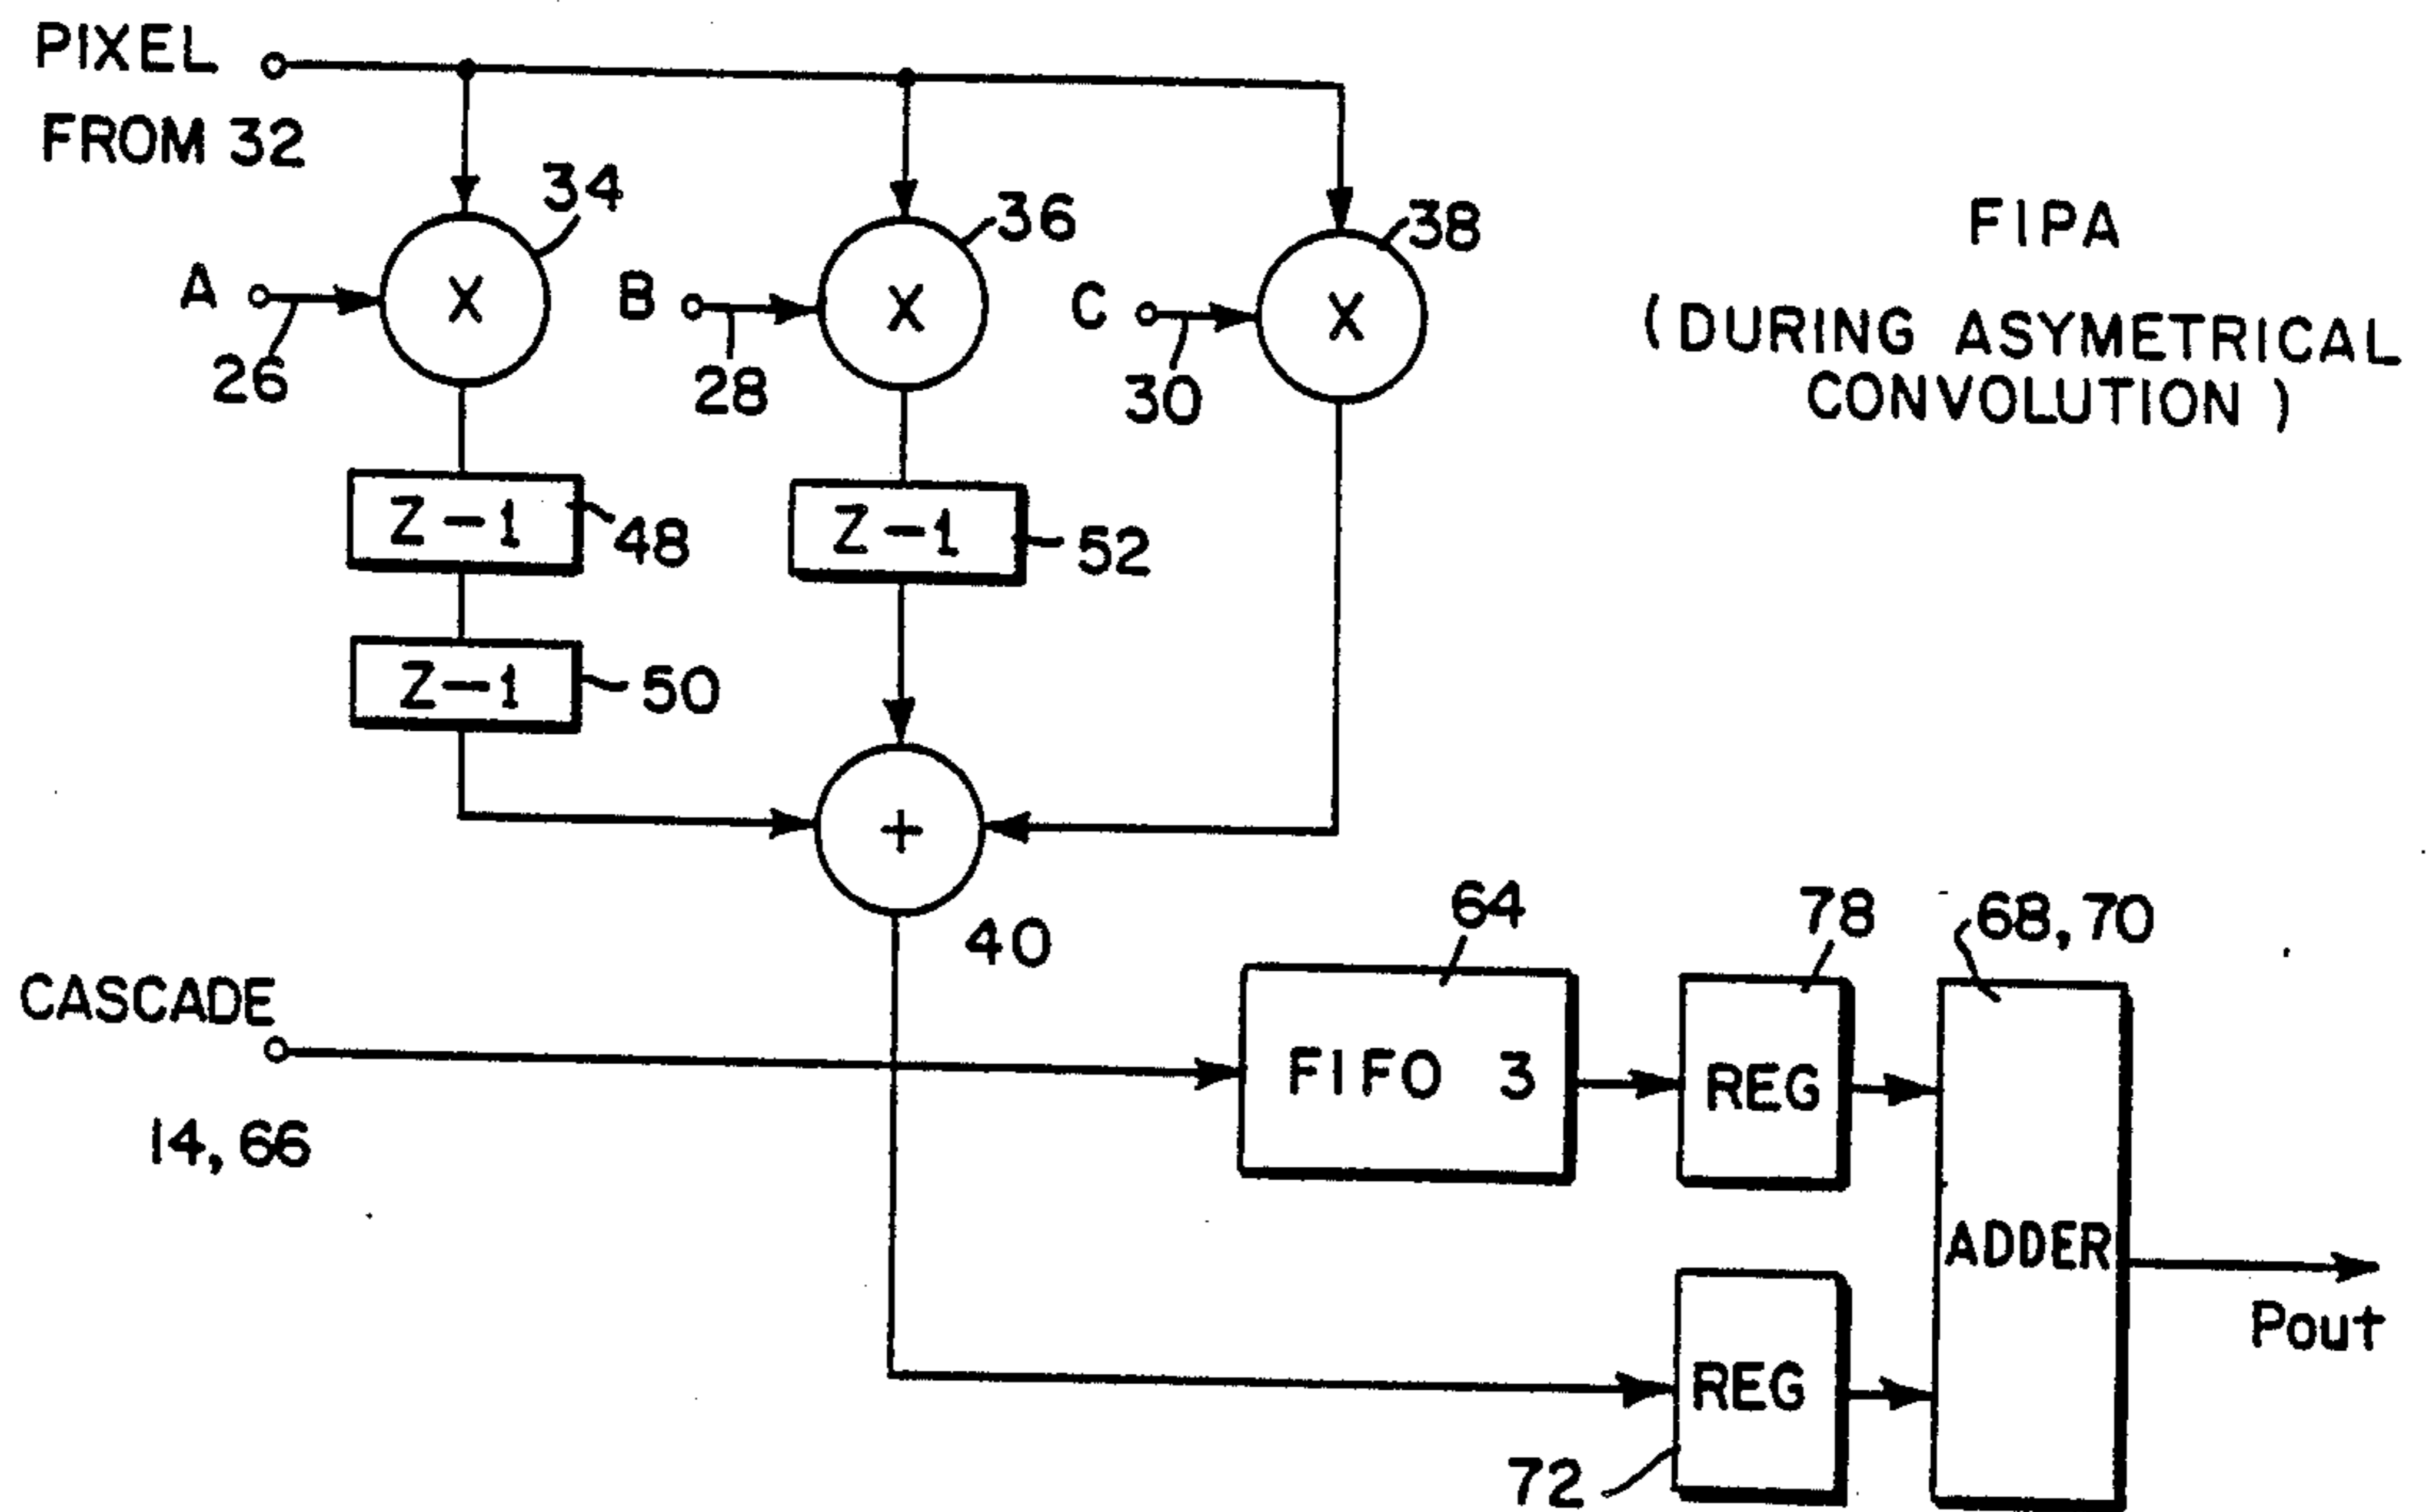 PIXEL
FROM 32
34
36
38
FIPA
(DURING ASYMETRICAL
CONVOLUTION)
A
X
B
X
C
X
26
28
30
Z-1
48
Z-1
52
Z-1
50
+
40
64
78
68,70
CASCADE
14,66
FIFO 3
REG
ADDER
Pout
REG
72